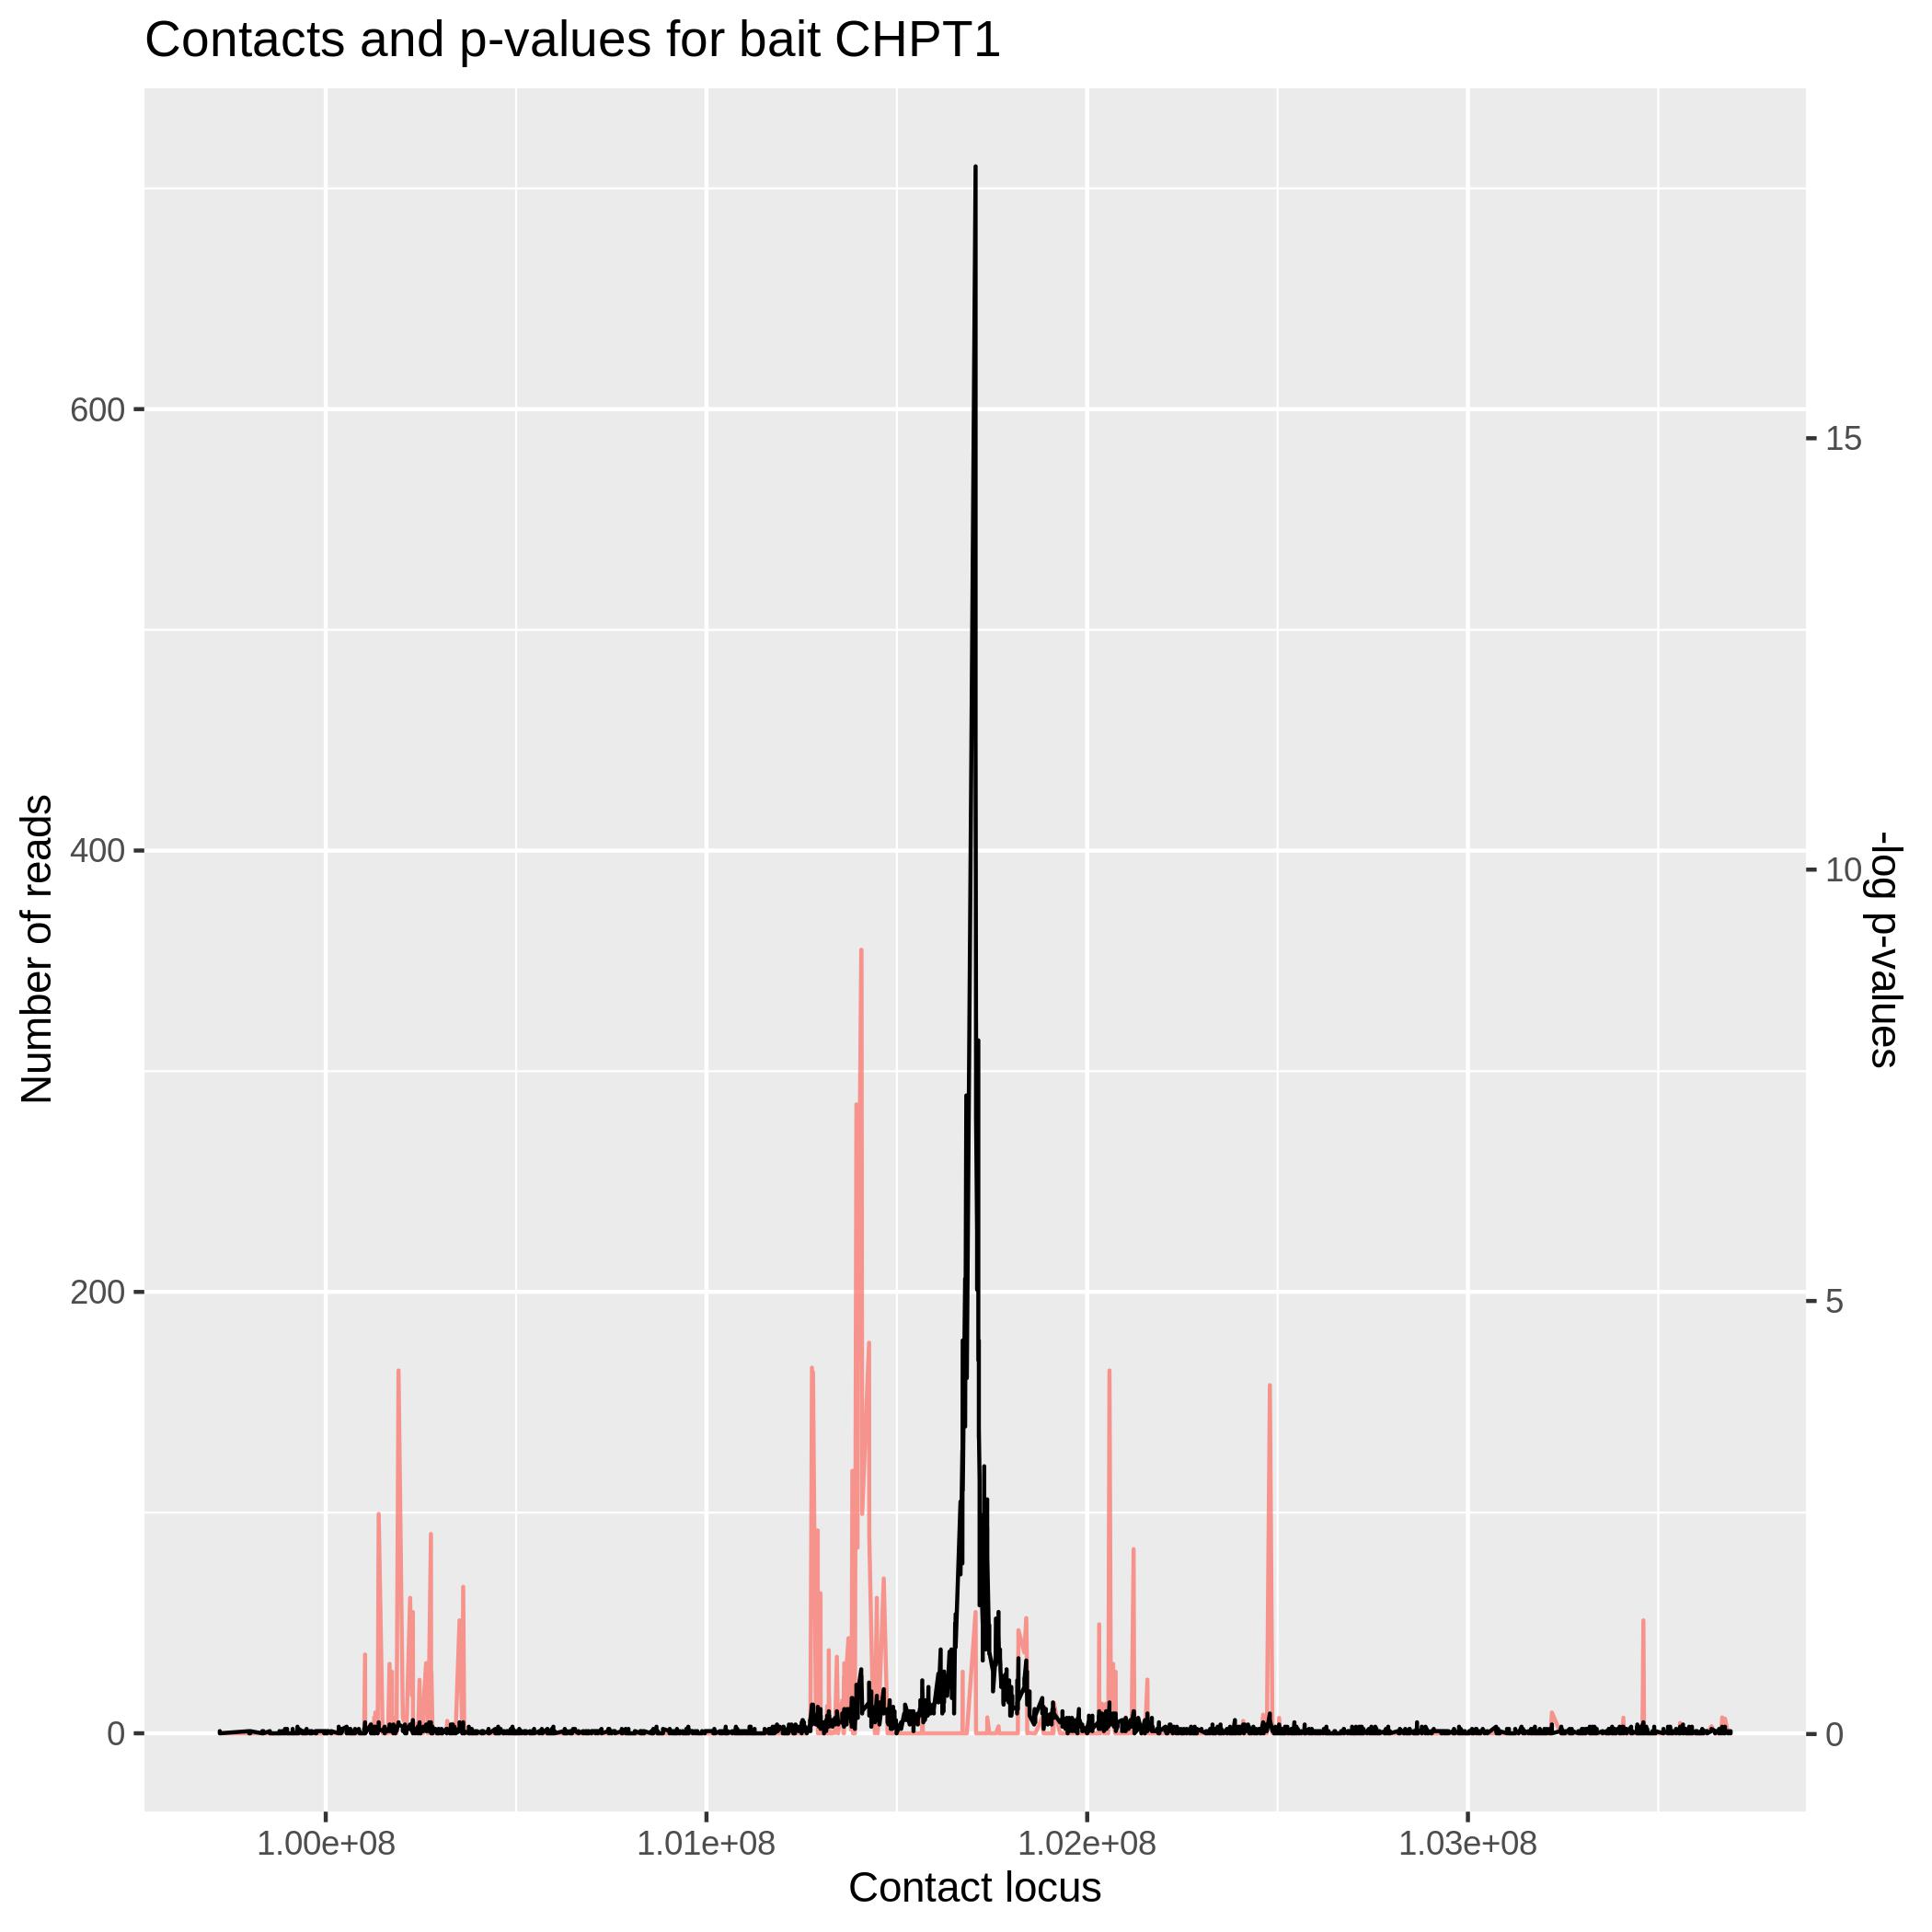 Contacts and p-values for bait CHPT1
Number of reads
600
400
200
0
15
10
5
0
-log p-values
1.00e+08
1.01e+08
1.02e+08
1.03e+08
Contact locus